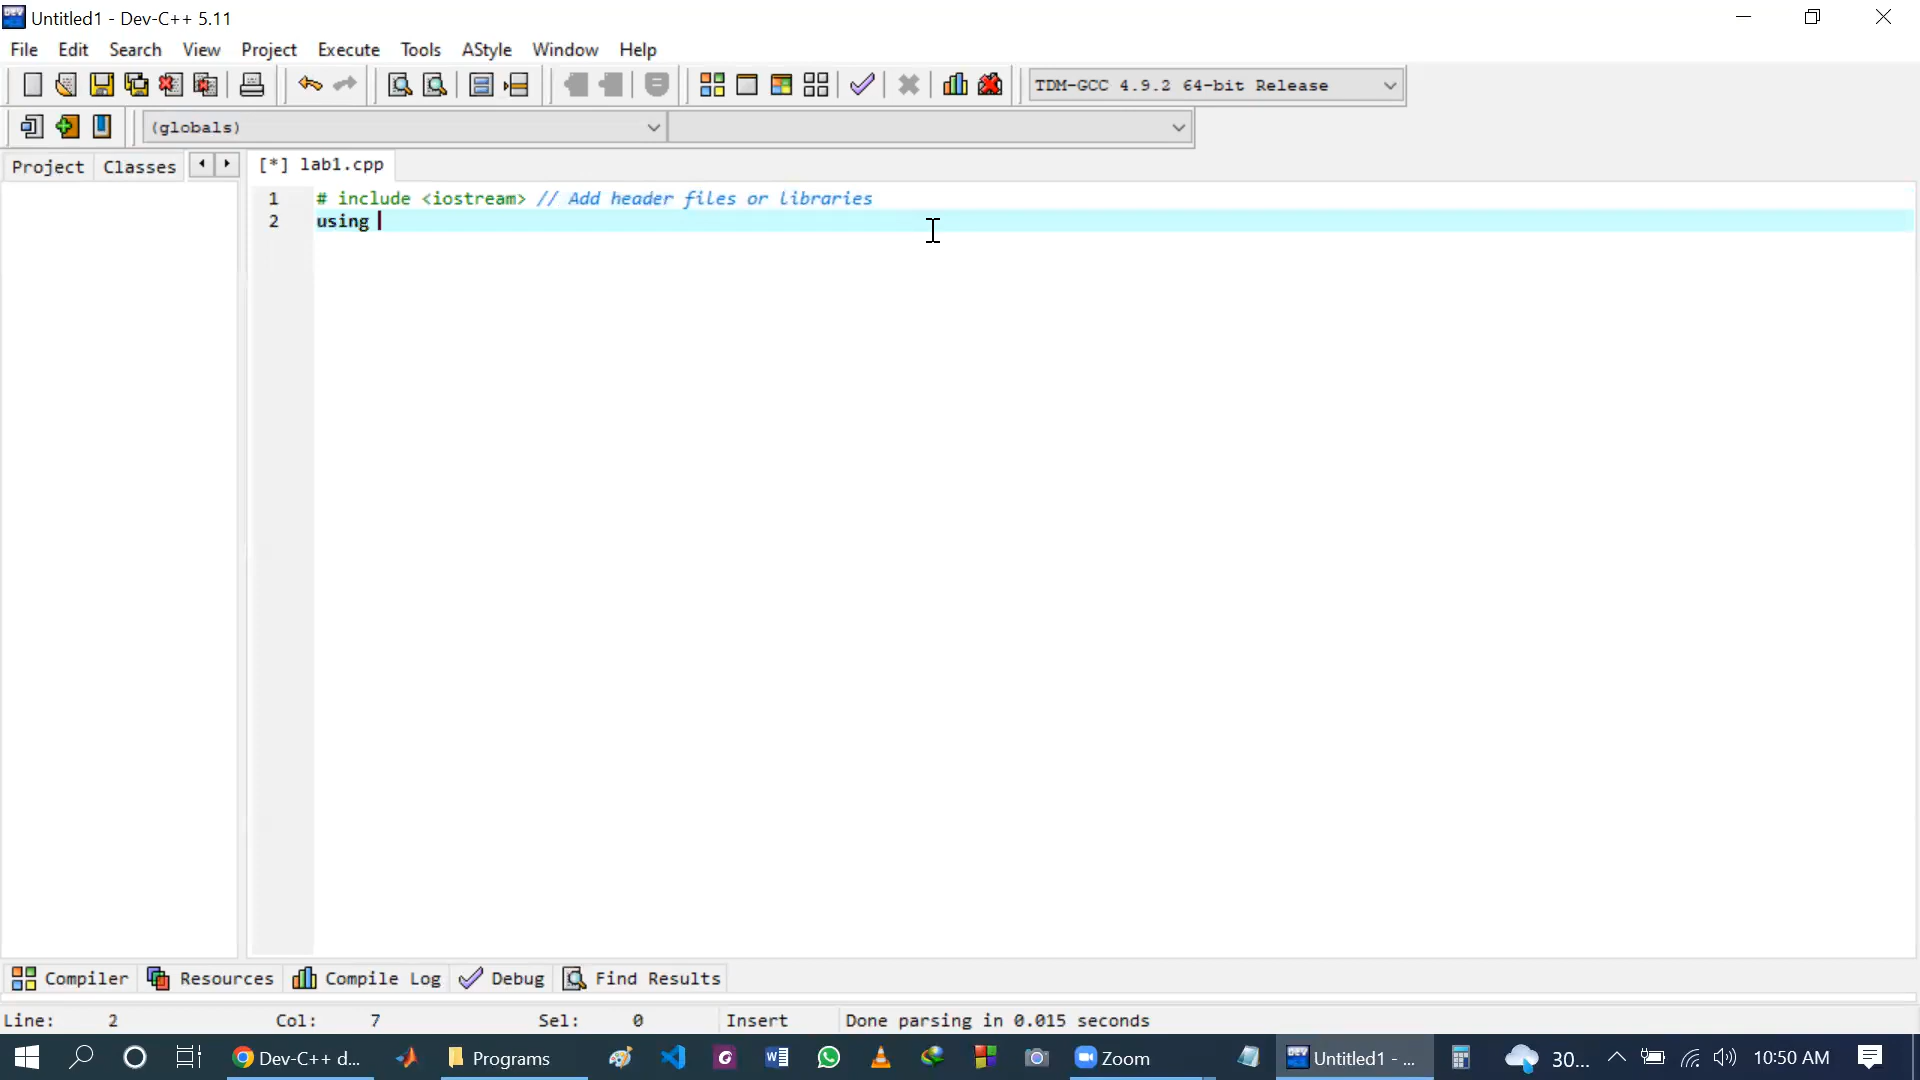 Untitled1 - Dev-C++ 5.11
File Edit Search View Project Execute Tools AStyle Window Help
TDM-GCC 4.9.2 64-bit Release
(globals)
Project Classes [*] lab1.cpp
1 # include <iostream> // Add header files or libraries
2 using
Compiler Resources Compile Log Debug Find Results
Line: 2 Col: 7 Sel: 0 Insert Done parsing in 0.015 seconds
Dev-C++ d... Programs Zoom Untitled1 - ... 30... 10:50 AM